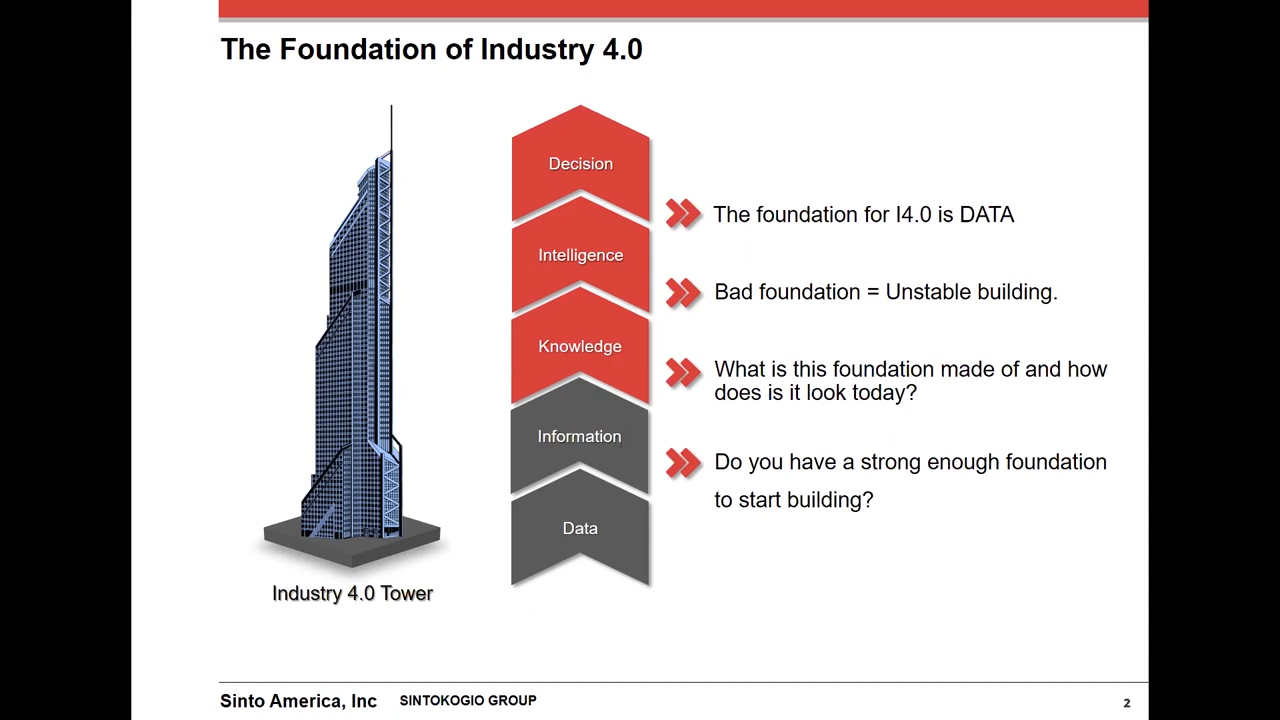 The Foundation of Industry 4.0
Decision
Intelligence
Knowledge
Information
Data
The foundation for I4.0 is DATA
Bad foundation = Unstable building.
What is this foundation made of and how
does is it look today?
Do you have a strong enough foundation
to start building?
Industry 4.0 Tower
Sinto America, Inc SINTOKOGIO GROUP
2